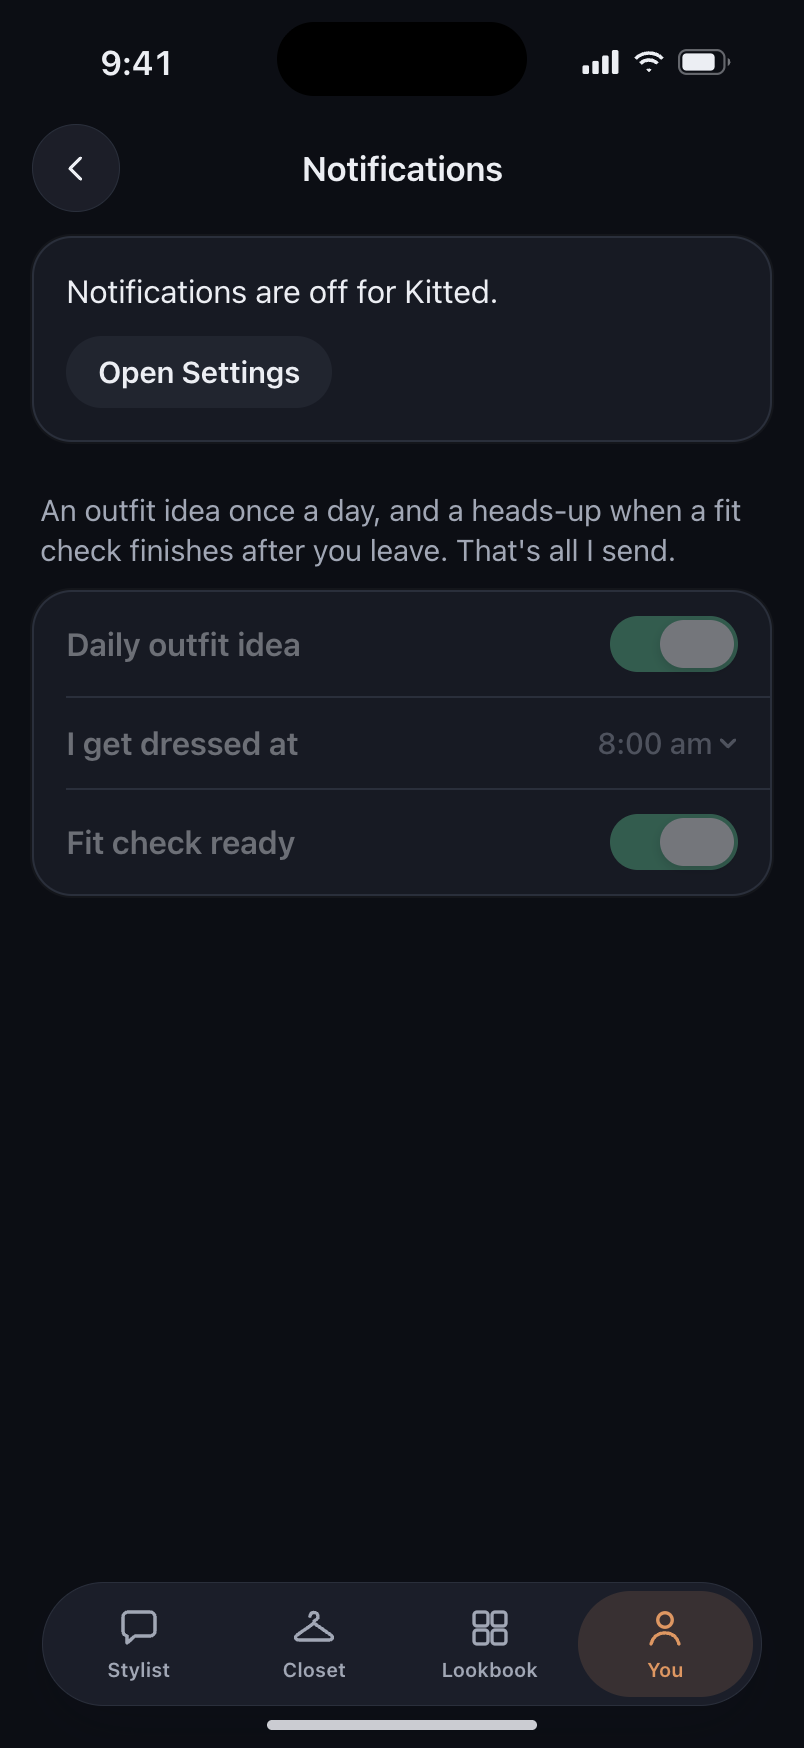 9:41
Notifications
Notifications are off for Kitted.
Open Settings
An outfit idea once a day, and a heads-up when a fit
check finishes after you leave. That's all I send.
Daily outfit idea
I get dressed at
8:00 am
Fit check ready
Stylist
Closet
Lookbook
You